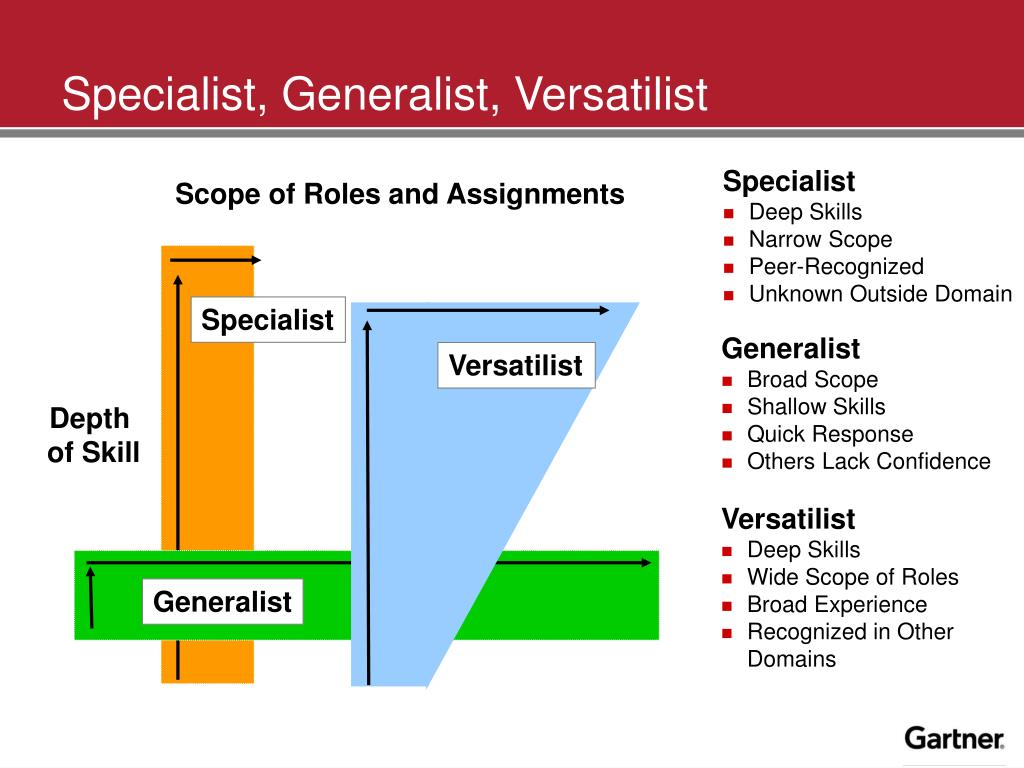 Specialist, Generalist, Versatilist
Scope of Roles and Assignments
Specialist
Versatilist
Depth
of Skill
Generalist
Specialist
Deep Skills
Narrow Scope
Peer-Recognized
Unknown Outside Domain
Generalist
Broad Scope
Shallow Skills
Quick Response
Others Lack Confidence
Versatilist
Deep Skills
Wide Scope of Roles
Broad Experience
Recognized in Other
Domains
Gartner.